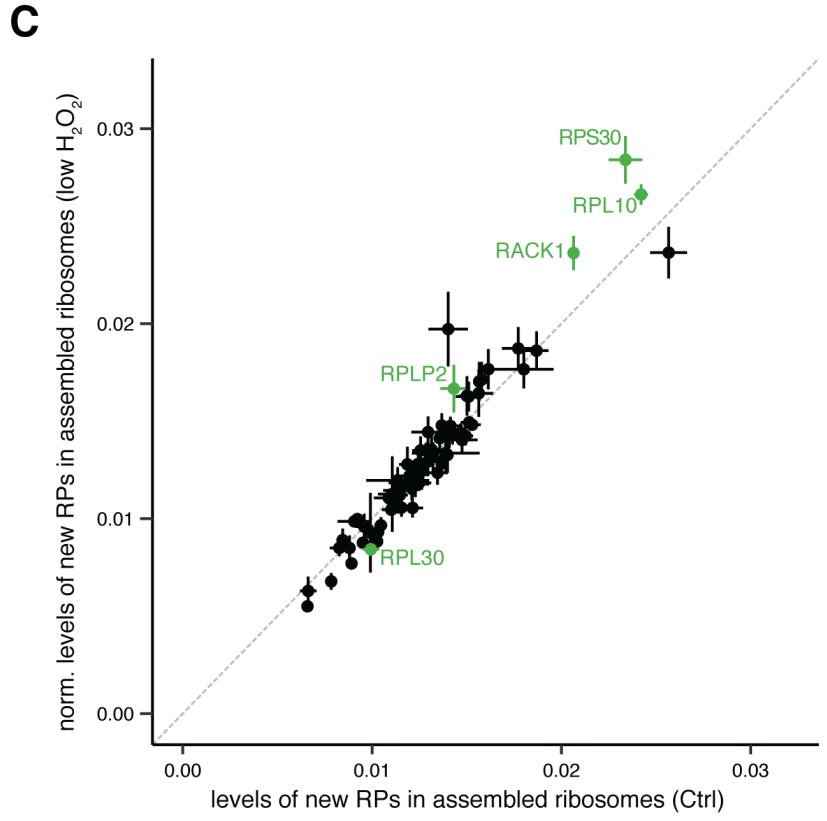 C
norm. levels of new RPs in assembled ribosomes (low H₂O₂)
0.03
0.02
0.01
0.00
RPS30
RPL10
RACK1
RPLP2
RPL30
0.00 0.01 0.02 0.03
levels of new RPs in assembled ribosomes (Ctrl)